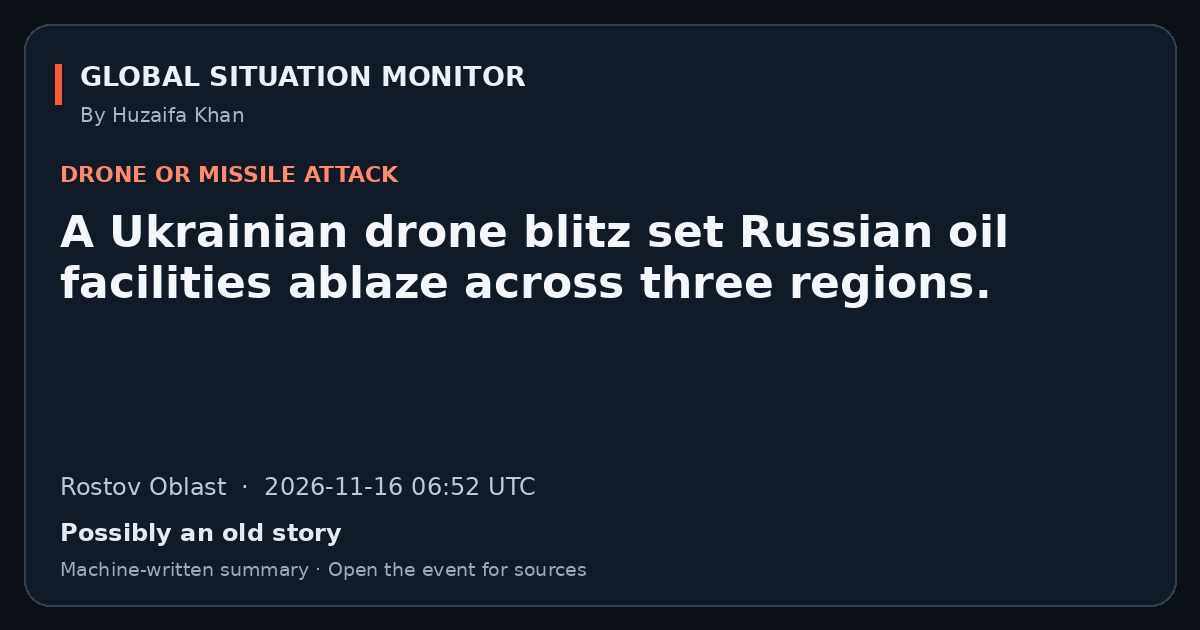 GLOBAL SITUATION MONITOR
By Huzaifa Khan
DRONE OR MISSILE ATTACK
A Ukrainian drone blitz set Russian oil
facilities ablaze across three regions.
Rostov Oblast · 2026-11-16 06:52 UTC
Possibly an old story
Machine-written summary · Open the event for sources